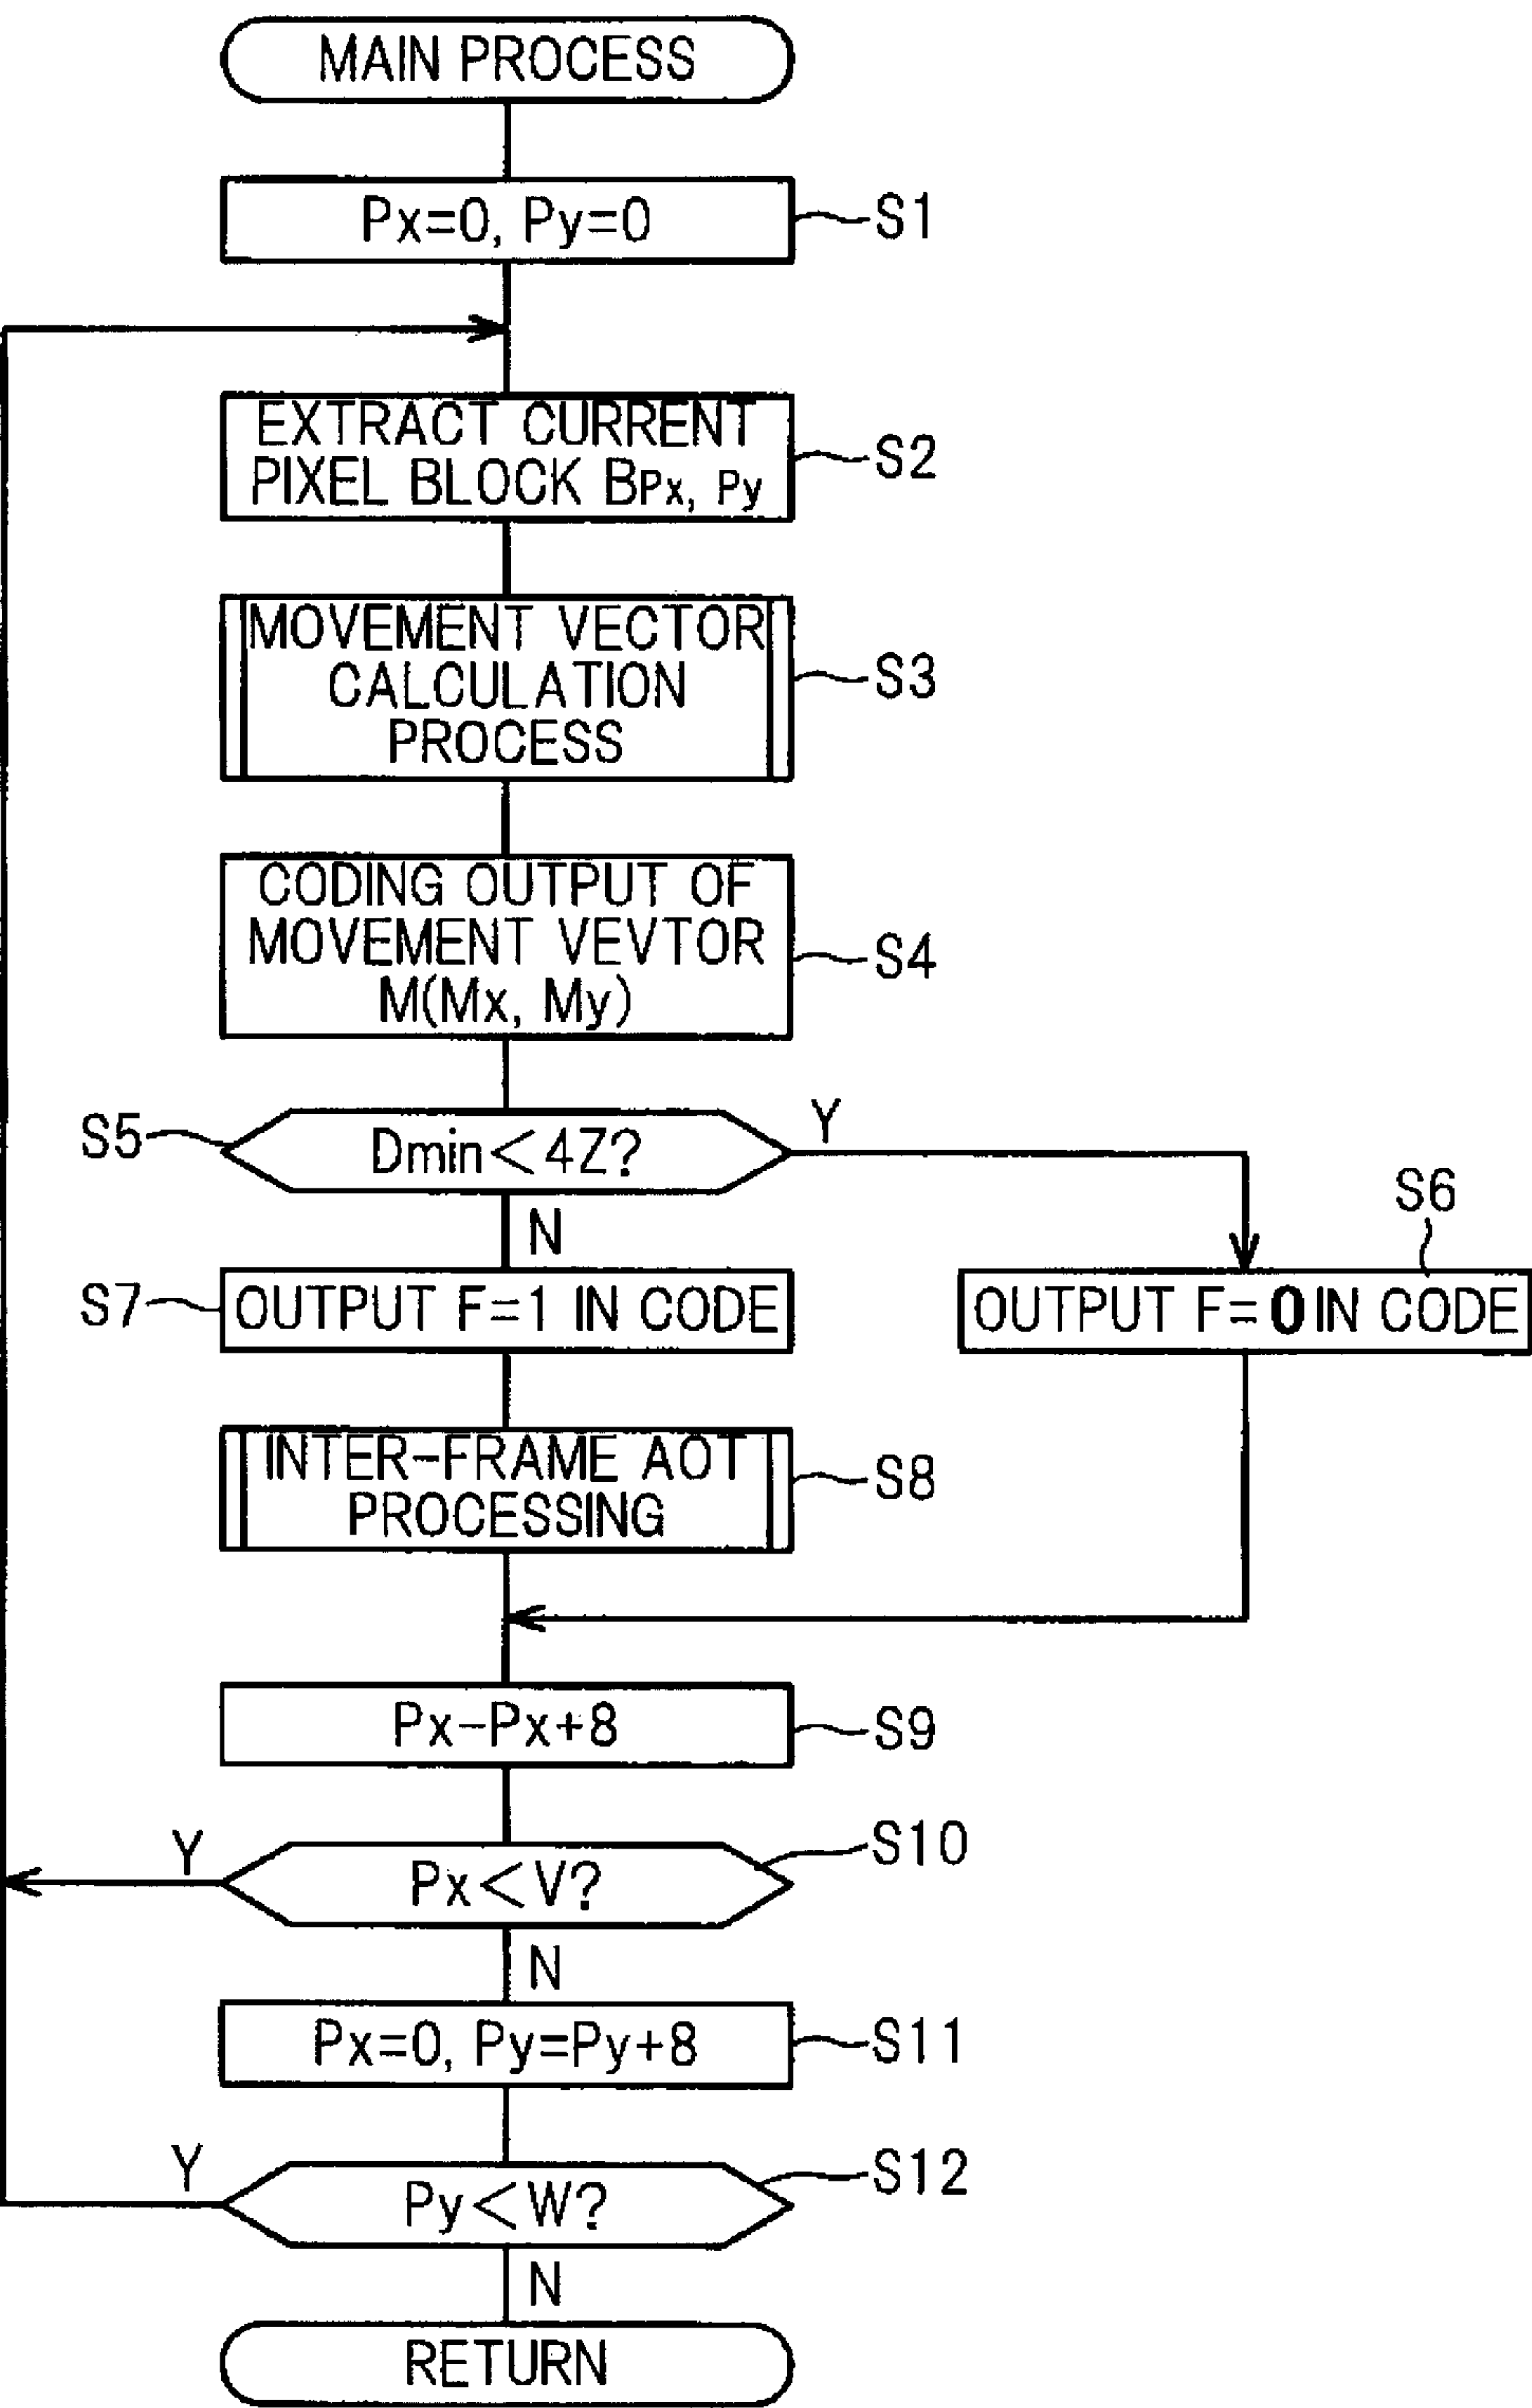 MAIN PROCESS
Px=0, Py=0
S1
EXTRACT CURRENT
PIXEL BLOCK BPx, Py
S2
MOVEMENT VECTOR
CALCULATION
PROCESS
S3
CODING OUTPUT OF
MOVEMENT VEVTOR
M(Mx, My)
S4
S5
Dmin<4Z?
Y
N
S6
S7
OUTPUT F=1 IN CODE
OUTPUT F=0 IN CODE
INTER-FRAME AOT
PROCESSING
S8
Px-Px+8
S9
Y
Px<V?
S10
N
Px=0, Py=Py+8
S11
Y
Py<W?
S12
N
RETURN